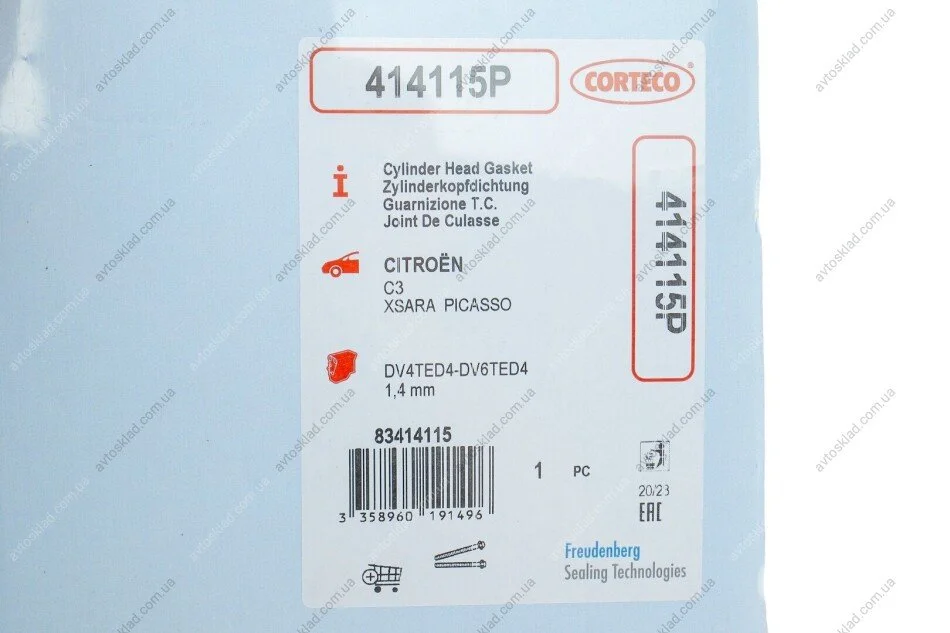 414115P
CORTECO®
Cylinder Head Gasket
Zylinderkopfdichtung
Guarnizione T.C.
Joint De Culasse
414115P
CITROËN
C3
XSARA PICASSO
DV4TED4-DV6TED4
1,4 mm
83414115
3 358960 191496
1 PC
20/23
EAC
Freudenberg
Sealing Technologies
avtosklad.com.ua